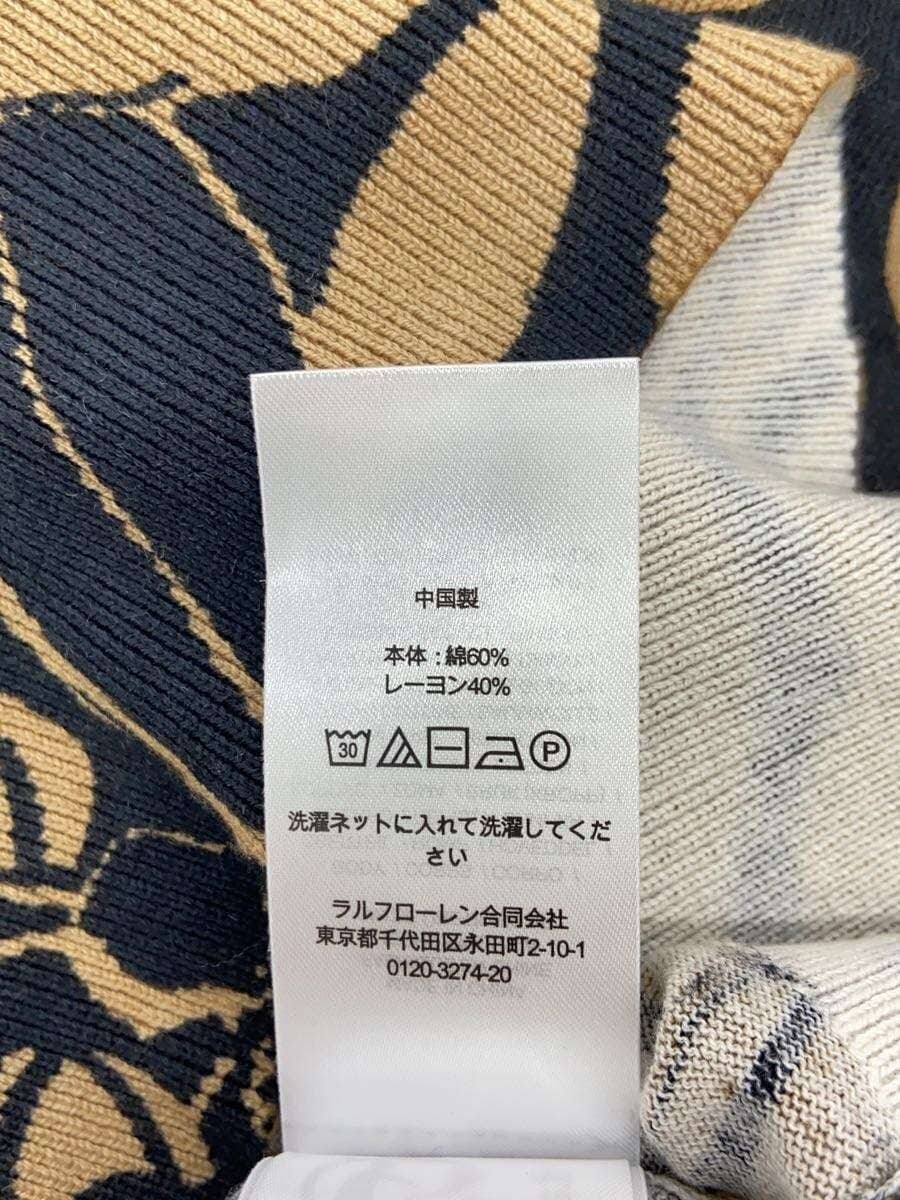 中国製
本体 : 綿60%
レーヨン40%
30 P
洗濯ネットに入れて洗濯してくだ
さい
ラルフローレン合同会社
東京都千代田区永田町2-10-1
0120-3274-20